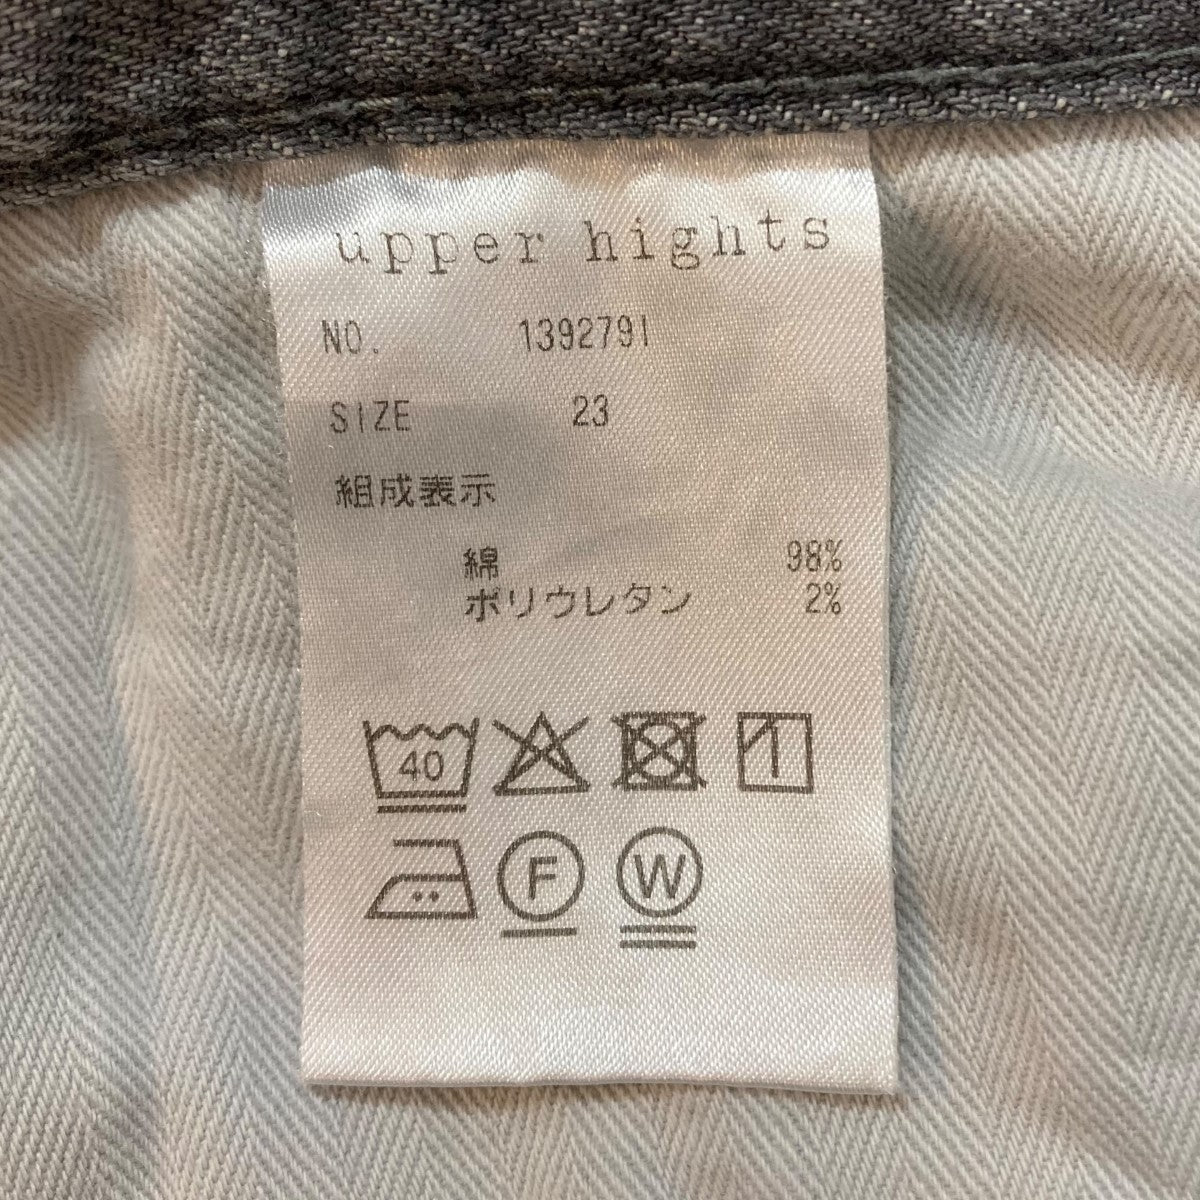 upper hights
NO. 1392791
SIZE 23
組成表示
綿 98%
ポリウレタン 2%
40
F W